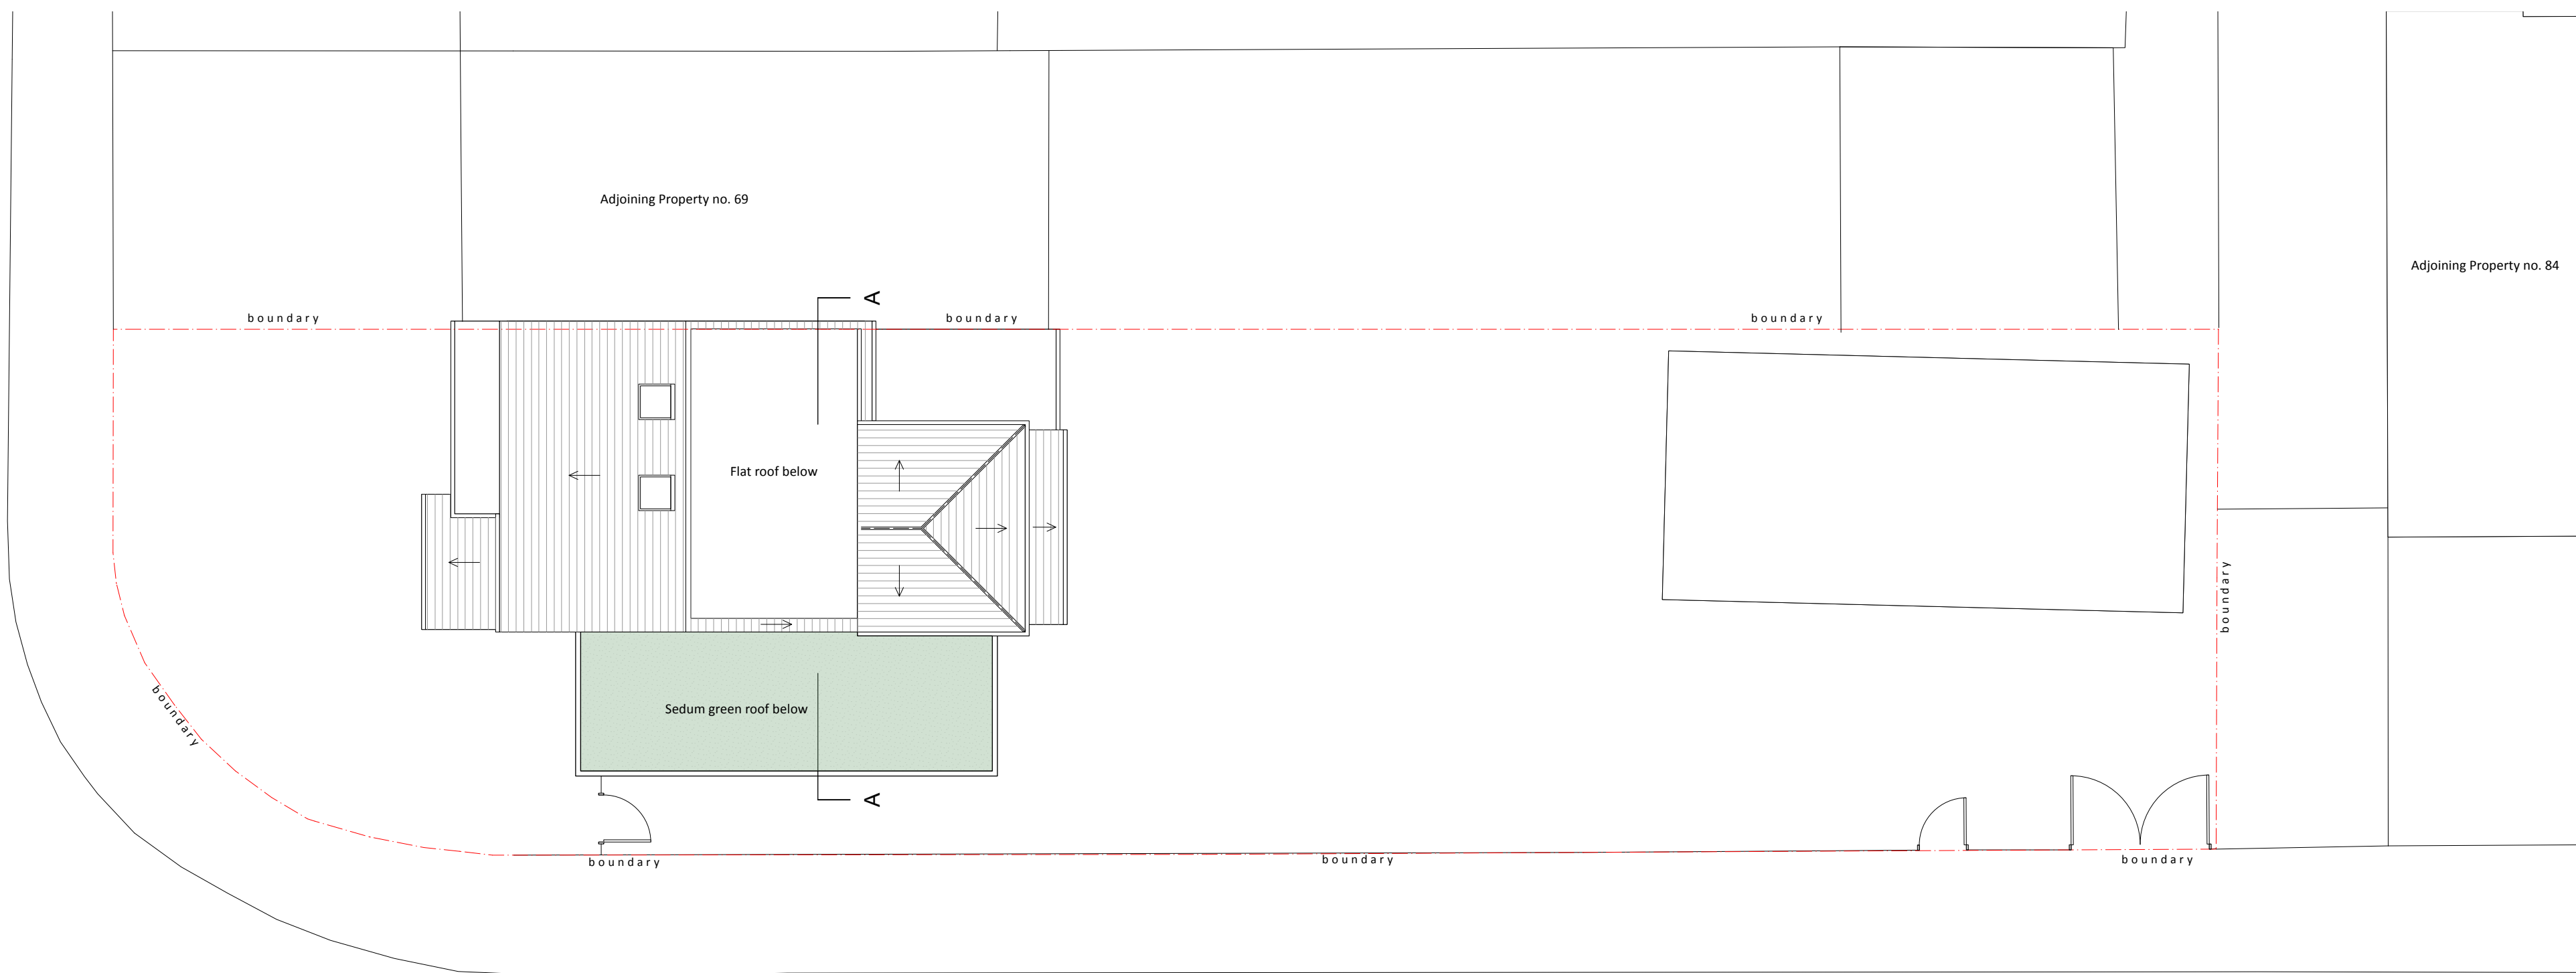 Adjoining Property no. 69
Adjoining Property no. 84
A
boundary
boundary
boundary
Flat roof below
boundary
boundary
Sedum green roof below
A
boundary
boundary
boundary